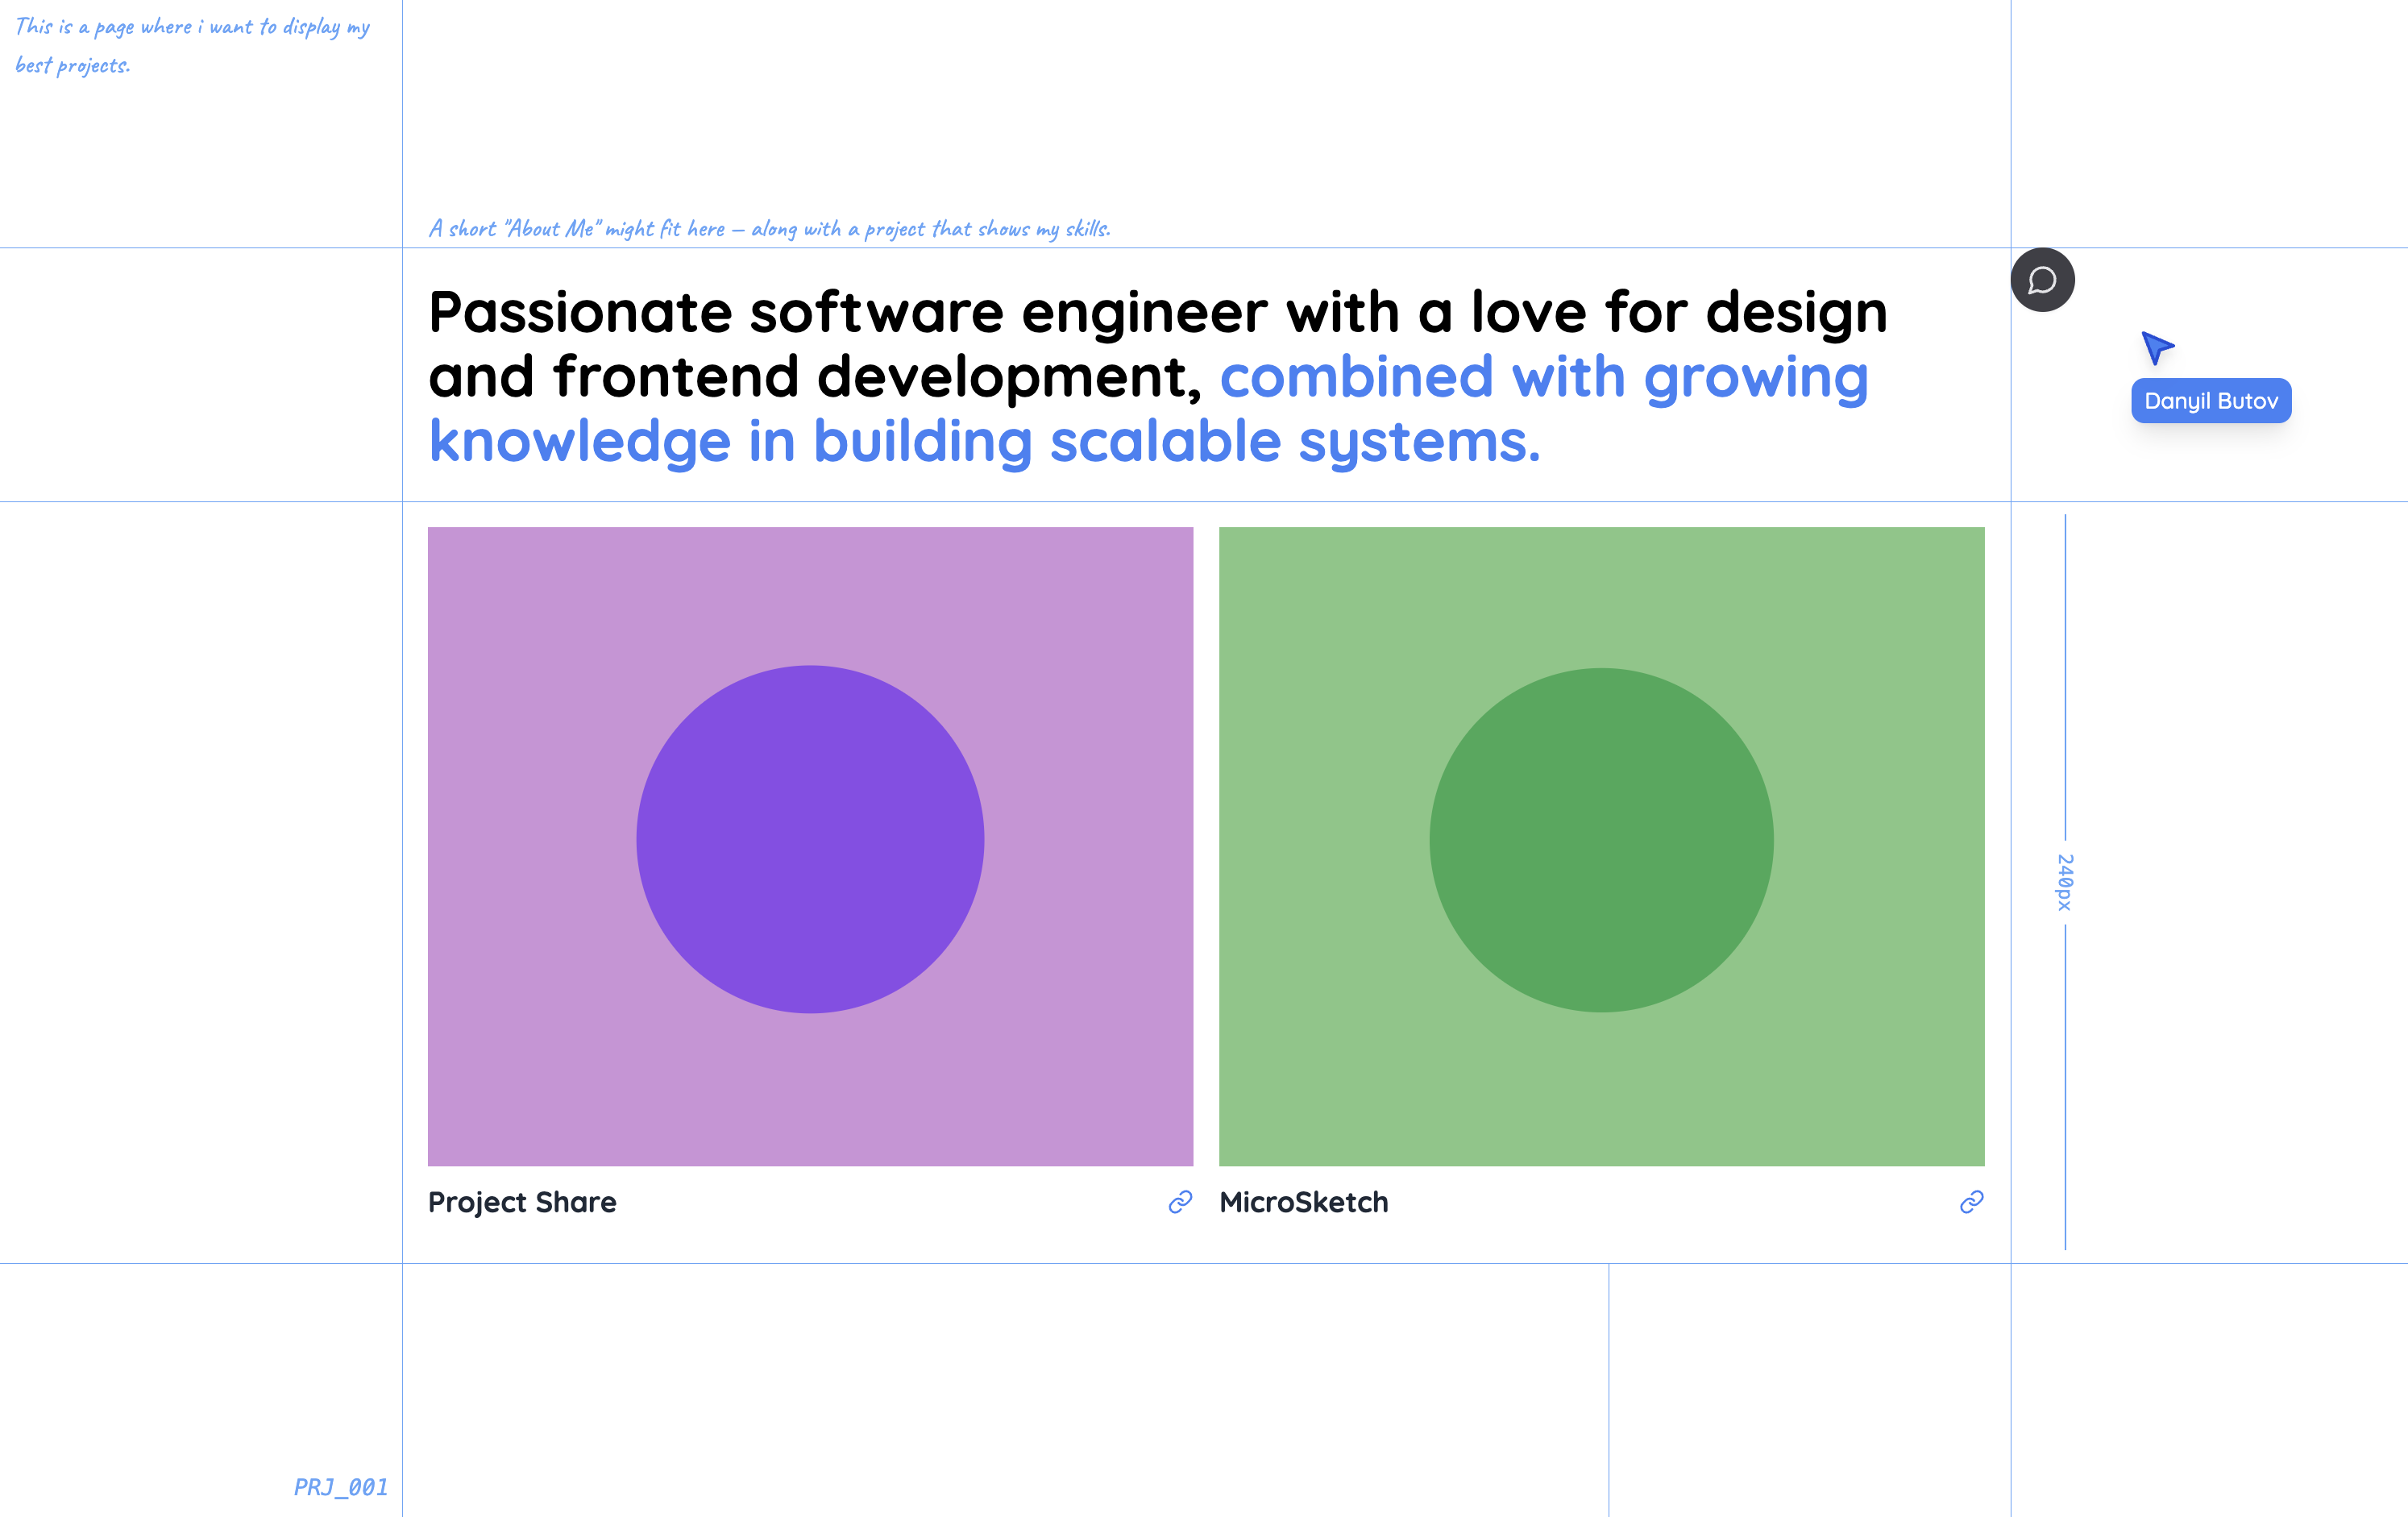 This is a page where i want to display my
best projects.
A short "About Me" might fit here — along with a project that shows my skills.
Passionate software engineer with a love for design
and frontend development, combined with growing
knowledge in building scalable systems.
Danyil Butov
240px
Project Share
MicroSketch
PRJ_001